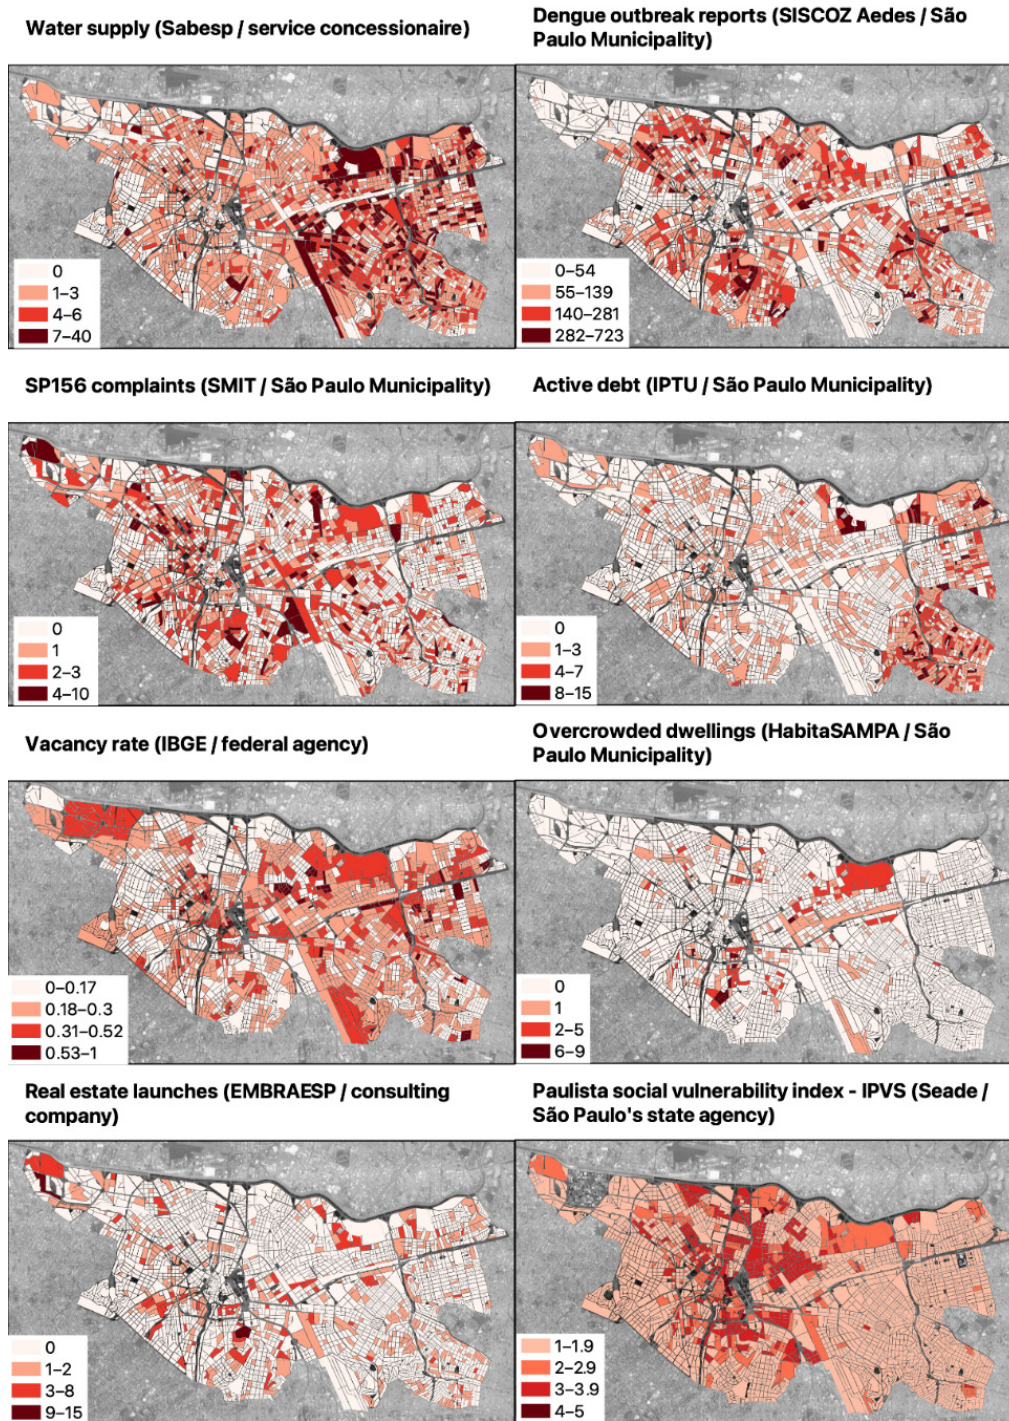 Water supply (Sabesp / service concessionaire)
0
1–3
4–6
7–40
Dengue outbreak reports (SISCOZ Aedes / São
Paulo Municipality)
0–54
55–139
140–281
282–723
SP156 complaints (SMIT / São Paulo Municipality)
0
1
2–3
4–10
Active debt (IPTU / São Paulo Municipality)
0
1–3
4–7
8–15
Vacancy rate (IBGE / federal agency)
0–0.17
0.18–0.3
0.31–0.52
0.53–1
Overcrowded dwellings (HabitaSAMPA / São
Paulo Municipality)
0
1
2–5
6–9
Real estate launches (EMBRAESP / consulting
company)
0
1–2
3–8
9–15
Paulista social vulnerability index - IPVS (Seade /
São Paulo's state agency)
1–1.9
2–2.9
3–3.9
4–5